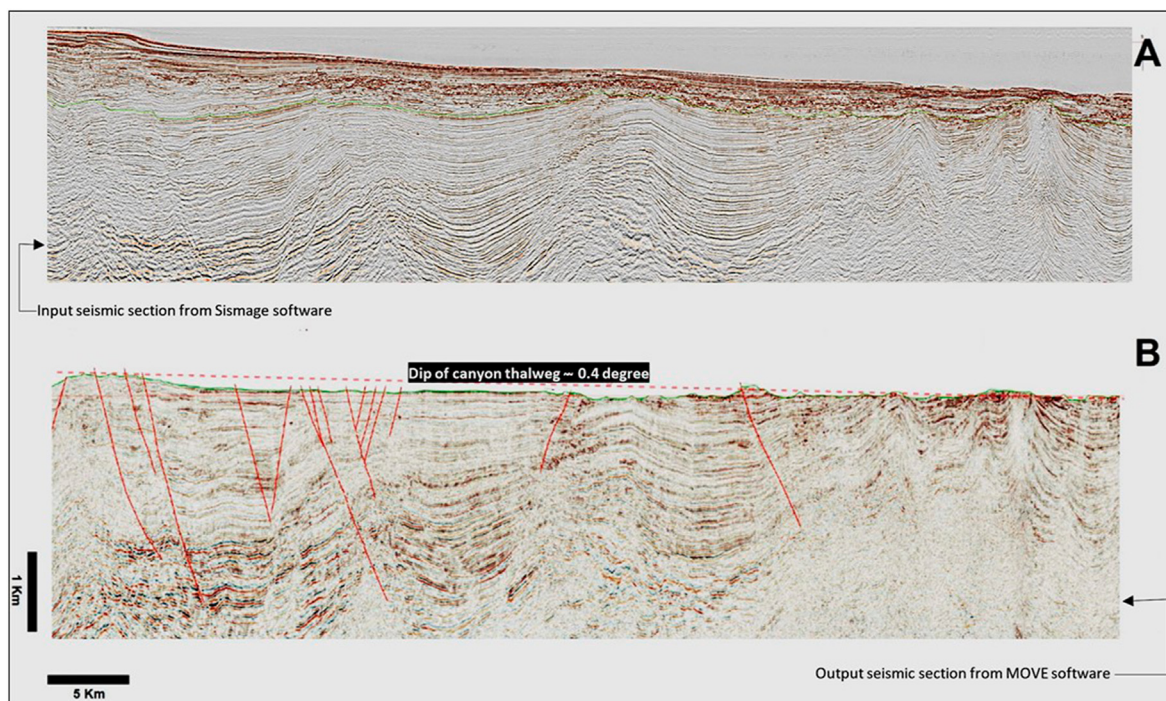 A
Input seismic section from Sismage software
B
Dip of canyon thalweg ~ 0.4 degree
1 Km
Output seismic section from MOVE software
5 Km